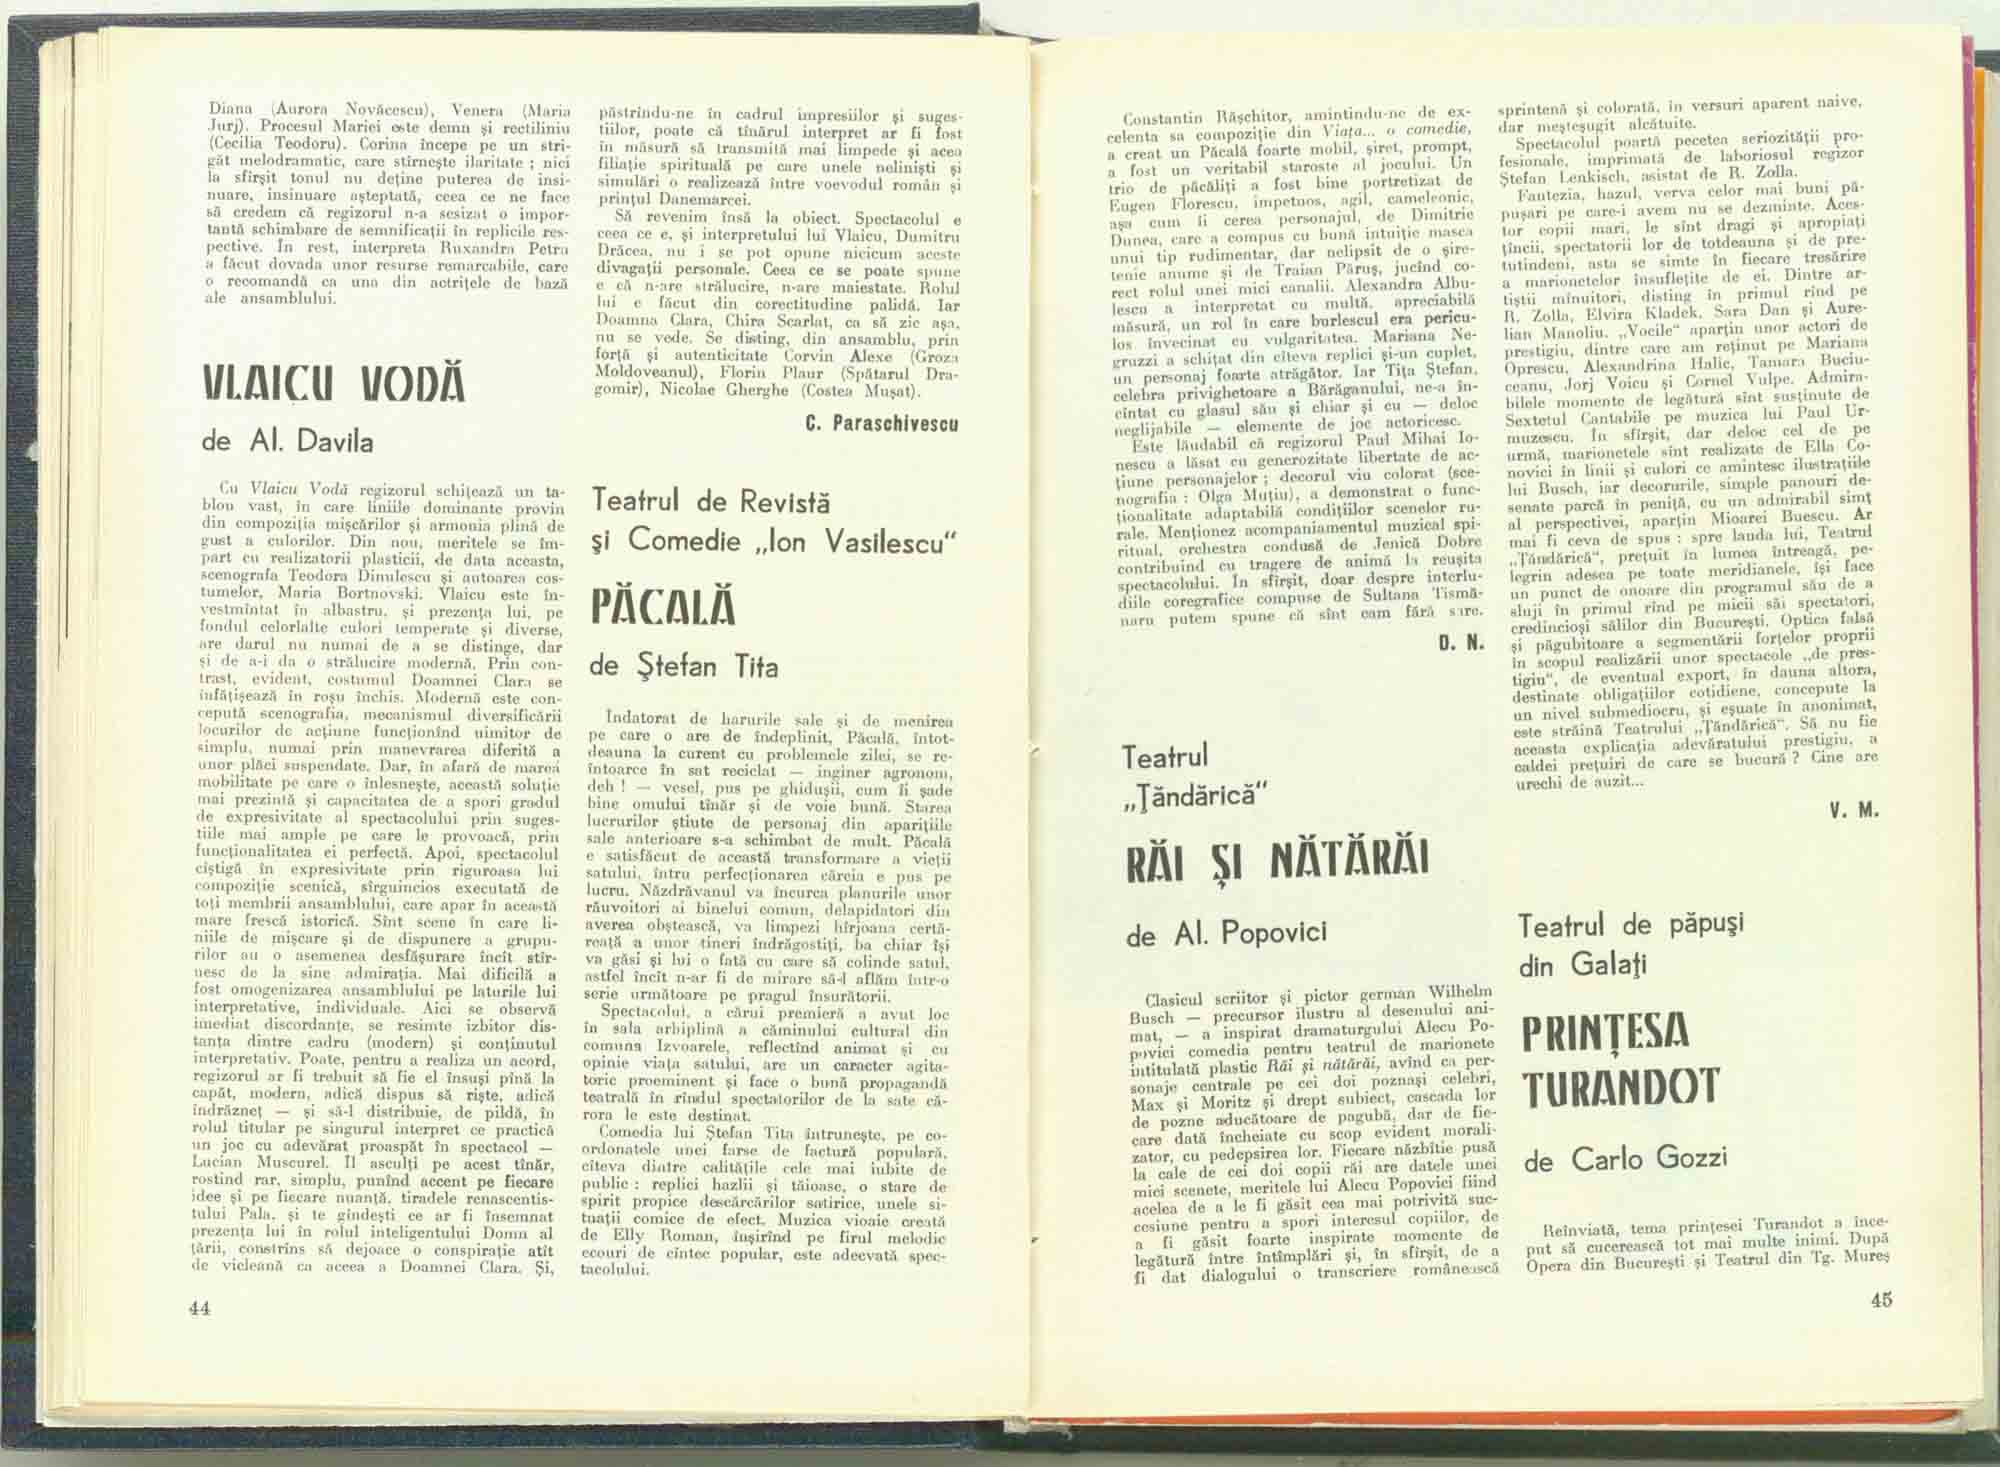 Diana (Aurora Novăcescu), Venera (Maria
Jurj). Procesul Mariei este demn și rectiliniu
(Cecilia Teodoru). Corina începe pe un stri-
găt melodramatic, care stîrnește ilaritate ; nici
la sfîrșit tonul nu deține puterea de insi-
nuare, insinuare așteptată, ceea ce ne face
să credem că regizorul n-a sesizat o impor-
tantă schimbare de semnificații în replicile res-
pective. În rest, interpreta Ruxandra Petru
a făcut dovada unor resurse remarcabile, care
o recomandă ca una din actrițele de bază
ale ansamblului.
VLAICU VODĂ
de Al. Davila
Cu Vlaicu Vodă regizorul schițează un ta-
blou vast, în care liniile dominante provin
din compoziția mișcărilor și armonia plină de
gust a culorilor. Din nou, meritele se îm-
part cu realizatorii plasticii, de data aceasta,
scenografa Teodora Dinulescu și autoarea cos-
tumelor, Maria Bortnovski. Vlaicu este în-
vestmîntat în albastru, și prezența lui, pe
fondul celorlalte culori temperate și diverse,
are darul nu numai de a se distinge, dar
și de a-i da o strălucire modernă. Prin con-
trast, evident, costumul Doamnei Clara se
înfățișează în roșu închis. Modernă este con-
cepută scenografia, mecanismul diversificării
locurilor de acțiune funcționînd uimitor de
simplu, numai prin manevrarea diferită a
unor plăci suspendate. Dar, în afară de marea
mobilitate pe care o înlesnește, această soluție
mai prezintă și capacitatea de a spori gradul
de expresivitate al spectacolului prin suges-
tiile mai ample pe care le provoacă, prin
funcționalitatea ei perfectă. Apoi, spectacolul
cîștigă în expresivitate prin riguroasa lui
compoziție scenică, sîrguincios executată de
toți membrii ansamblului, care apar în această
mare frescă istorică. Sînt scene în care li-
niile de mișcare și de dispunere a grupu-
rilor au o asemenea desfășurare încît stîr-
nesc de la sine admirația. Mai dificilă a
fost omogenizarea ansamblului pe laturile lui
interpretative, individuale. Aici se observă
imediat discordanțe, se resimte izbitor dis-
tanța dintre cadru (modern) și conținutul
interpretativ. Poate, pentru a realiza un acord,
regizorul ar fi trebuit să fie el însuși pînă la
capăt, modern, adică dispus să riște, adică
îndrăzneț — și să-l distribuie, de pildă, în
rolul titular pe singurul interpret ce practică
un joc cu adevărat proaspăt în spectacol —
Lucian Muscurel. Îl asculți pe acest tînăr,
rostind rar, simplu, punînd accent pe fiecare
idee și pe fiecare nuanță, tiradele renascentis-
tului Pala, și te gîndești ce ar fi însemnat
prezența lui în rolul inteligentului Domn al
țării, constrîns să dejoace o conspirație atît
de vicleană ca aceea a Doamnei Clara. Și,
44
păstrîndu-ne în cadrul impresiilor și suges-
tiilor, poate că tînărul interpret ar fi fost
în măsură să transmită mai limpede și acea
filiație spirituală pe care unele neliniști și
simulări o realizează între voevodul român și
prințul Danemarcei.
Să revenim însă la obiect. Spectacolul e
ceea ce e, și interpretului lui Vlaicu, Dumitru
Drăcea, nu i se pot opune nicicum aceste
divagații personale. Ceea ce se poate spune
e că n-are strălucire, n-are maiestate. Rolul
lui e făcut din corectitudine palidă. Iar
Doamna Clara, Chira Scarlat, ca să zic așa,
nu se vede. Se disting, din ansamblu, prin
forță și autenticitate Corvin Alexe (Groza
Moldoveanul), Florin Plaur (Spătarul Dra-
gomir), Nicolae Gherghe (Costea Mușat).
C. Paraschivescu
Teatrul de Revistă
și Comedie „Ion Vasilescu"
PĂCALĂ
de Ștefan Tita
Îndatorat de harurile sale și de menirea
pe care o are de îndeplinit, Păcală, întot-
deauna la curent cu problemele zilei, se re-
întoarce în sat reciclat — inginer agronom,
deh ! — vesel, pus pe ghidușii, cum îi șade
bine omului tînăr și de voie bună. Starea
lucrurilor știute de personaj din aparițiile
sale anterioare s-a schimbat de mult. Păcală
e satisfăcut de această transformare a vieții
satului, întru perfecționarea căreia e pus pe
lucru. Năzdrăvanul va încurca planurile unor
răuvoitori ai binelui comun, delapidatori din
averea obștească, va limpezi hîrjoana certă-
reață a unor tineri îndrăgostiți, ba chiar își
va găsi și lui o fată cu care să colinde satul,
astfel încît n-ar fi de mirare să-l aflăm într-o
serie următoare pe pragul însurătorii.
Spectacolul, a cărui premieră a avut loc
în sala arhiplină a căminului cultural din
comuna Izvoarele, reflectînd animat și cu
opinie viața satului, are un caracter agita-
toric proeminent și face o bună propagandă
teatrală în rîndul spectatorilor de la sate că-
rora le este destinat.
Comedia lui Ștefan Tita întrunește, pe co-
ordonatele unei farse de factură populară,
cîteva dintre calitățile cele mai iubite de
public : replici hazlii și tăioase, o stare de
spirit propice descărcărilor satirice, unele si-
tuații comice de efect. Muzica vioaie creată
de Elly Roman, înșirînd pe firul melodic
ecouri de cîntec popular, este adecvată spec-
tacolului.
Constantin Rășchitor, amintindu-ne de ex-
celenta sa compoziție din Viața... o comedie,
a creat un Păcală foarte mobil, șiret, prompt,
a fost un veritabil staroste al jocului. Un
trio de păcăliți a fost bine portretizat de
Eugen Florescu, impetuos, agil, cameleonic,
așa cum îi cerea personajul, de Dimitrie
Dunea, care a compus cu bună intuiție masca
unui tip rudimentar, dar nelipsit de o șire-
tenie anume și de Traian Păruș, jucînd co-
rect rolul unei mici canalii. Alexandra Albu-
lescu a interpretat cu multă, apreciabilă
măsură, un rol în care burlescul era pericu-
los învecinat cu vulgaritatea. Mariana Ne-
gruzzi a schițat din cîteva replici și-un cuplet,
un personaj foarte atrăgător. Iar Tița Ștefan,
celebra privighetoare a Bărăganului, ne-a în-
cîntat cu glasul său și chiar și cu — deloc
neglijabile — elemente de joc actoricesc.
Este lăudabil că regizorul Paul Mihai Io-
nescu a lăsat cu generozitate libertate de ac-
țiune personajelor ; decorul viu colorat (sce-
nografia : Olga Muțiu), a demonstrat o func-
ționalitate adaptabilă condițiilor scenelor ru-
rale. Menționez acompaniamentul muzical spi-
ritual, orchestra condusă de Jenică Dobre
contribuind cu tragere de animă la reușita
spectacolului. În sfîrșit, doar despre interlu-
diile coregrafice compuse de Sultana Tismă-
naru putem spune că sînt cam fără sare.
D. N.
Teatrul
„Țăndărică"
RĂI ȘI NĂTĂRĂI
de Al. Popovici
Clasicul scriitor și pictor german Wilhelm
Busch — precursor ilustru al desenului ani-
mat, — a inspirat dramaturgului Alecu Po-
povici comedia pentru teatrul de marionete
intitulată plastic Răi și nătărăi, avînd ca per-
sonaje centrale pe cei doi poznași celebri,
Max și Moritz și drept subiect, cascada lor
de pozne aducătoare de pagubă, dar de fie-
care dată încheiate cu scop evident morali-
zator, cu pedepsirea lor. Fiecare năzbîtie pusă
la cale de cei doi copii răi are datele unei
mici scenete, meritele lui Alecu Popovici fiind
acelea de a le fi găsit cea mai potrivită suc-
cesiune pentru a spori interesul copiilor, de
a fi găsit foarte inspirate momente de
legătură între întîmplări și, în sfîrșit, de a
fi dat dialogului o transcriere românească
sprintenă și colorată, în versuri aparent naive,
dar meșteșugit alcătuite.
Spectacolul poartă pecetea seriozității pro-
fesionale, imprimată de laboriosul regizor
Ștefan Lenkisch, asistat de R. Zolla.
Fantezia, hazul, verva celor mai buni pă-
pușari pe care-i avem nu se dezminte. Aces-
tor copii mari, le sînt dragi și apropiați
țîncii, spectatorii lor de totdeauna și de pre-
tutindeni, asta se simte în fiecare tresărire
a marionetelor însuflețite de ei. Dintre ar-
tiștii mînuitori, disting în primul rînd pe
R. Zolla, Elvira Kladek, Sara Dan și Aure-
lian Manoliu. „Vocile" aparțin unor actori de
prestigiu, dintre care am reținut pe Mariana
Oprescu, Alexandrina Halic, Tamara Buciu-
ceanu, Jorj Voicu și Cornel Vulpe. Admira-
bilele momente de legătură sînt susținute de
Sextetul Cantabile pe muzica lui Paul Ur-
muzescu. În sfîrșit, dar deloc cel de pe
urmă, marionetele sînt realizate de Ella Co-
novici în linii și culori ce amintesc ilustrațiile
lui Busch, iar decorurile, simple panouri de-
senate parcă în peniță, cu un admirabil simț
al perspectivei, aparțin Mioarei Buescu. Ar
mai fi ceva de spus : spre lauda lui, Teatrul
„Țăndărică", prețuit în lumea întreagă, pe-
legrin adesea pe toate meridianele, își face
un punct de onoare din programul său de a
sluji în primul rînd pe micii săi spectatori,
credincioși sălilor din București. Optica falsă
și păgubitoare a segmentării forțelor proprii
în scopul realizării unor spectacole „de pres-
tigiu", de eventual export, în dauna altora,
destinate obligațiilor cotidiene, concepute la
un nivel submediocru, și eșuate în anonimat,
este străină Teatrului „Țăndărică". Să nu fie
aceasta explicația adevăratului prestigiu, a
caldei prețuiri de care se bucură ? Cine are
urechi de auzit...
V. M.
Teatrul de păpuși
din Galați
PRINȚESA
TURANDOT
de Carlo Gozzi
Reînviată, tema prințesei Turandot a înce-
put să cucerească tot mai multe inimi. După
Opera din București și Teatrul din Tg. Mureș
45